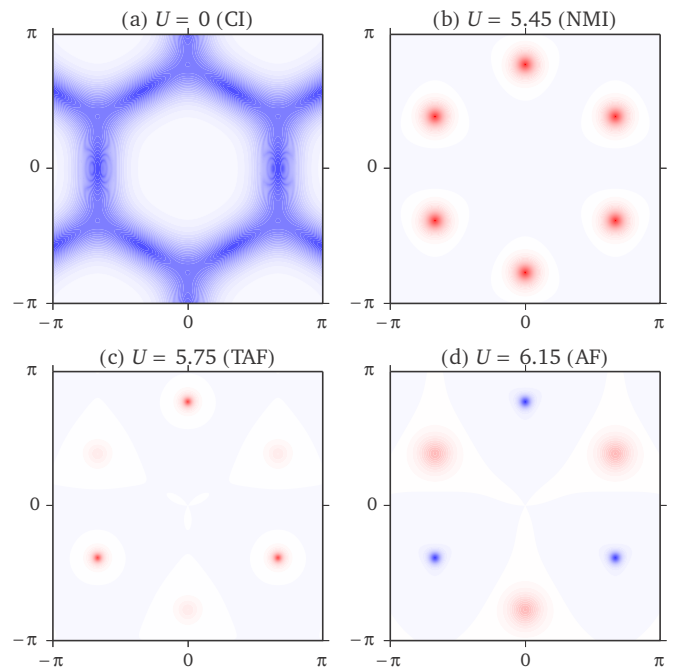 (a) U = 0 (CI)
(b) U = 5.45 (NMI)
π
0
−π
−π
0
π
π
0
−π
−π
0
π
(c) U = 5.75 (TAF)
(d) U = 6.15 (AF)
π
0
−π
−π
0
π
π
0
−π
−π
0
π